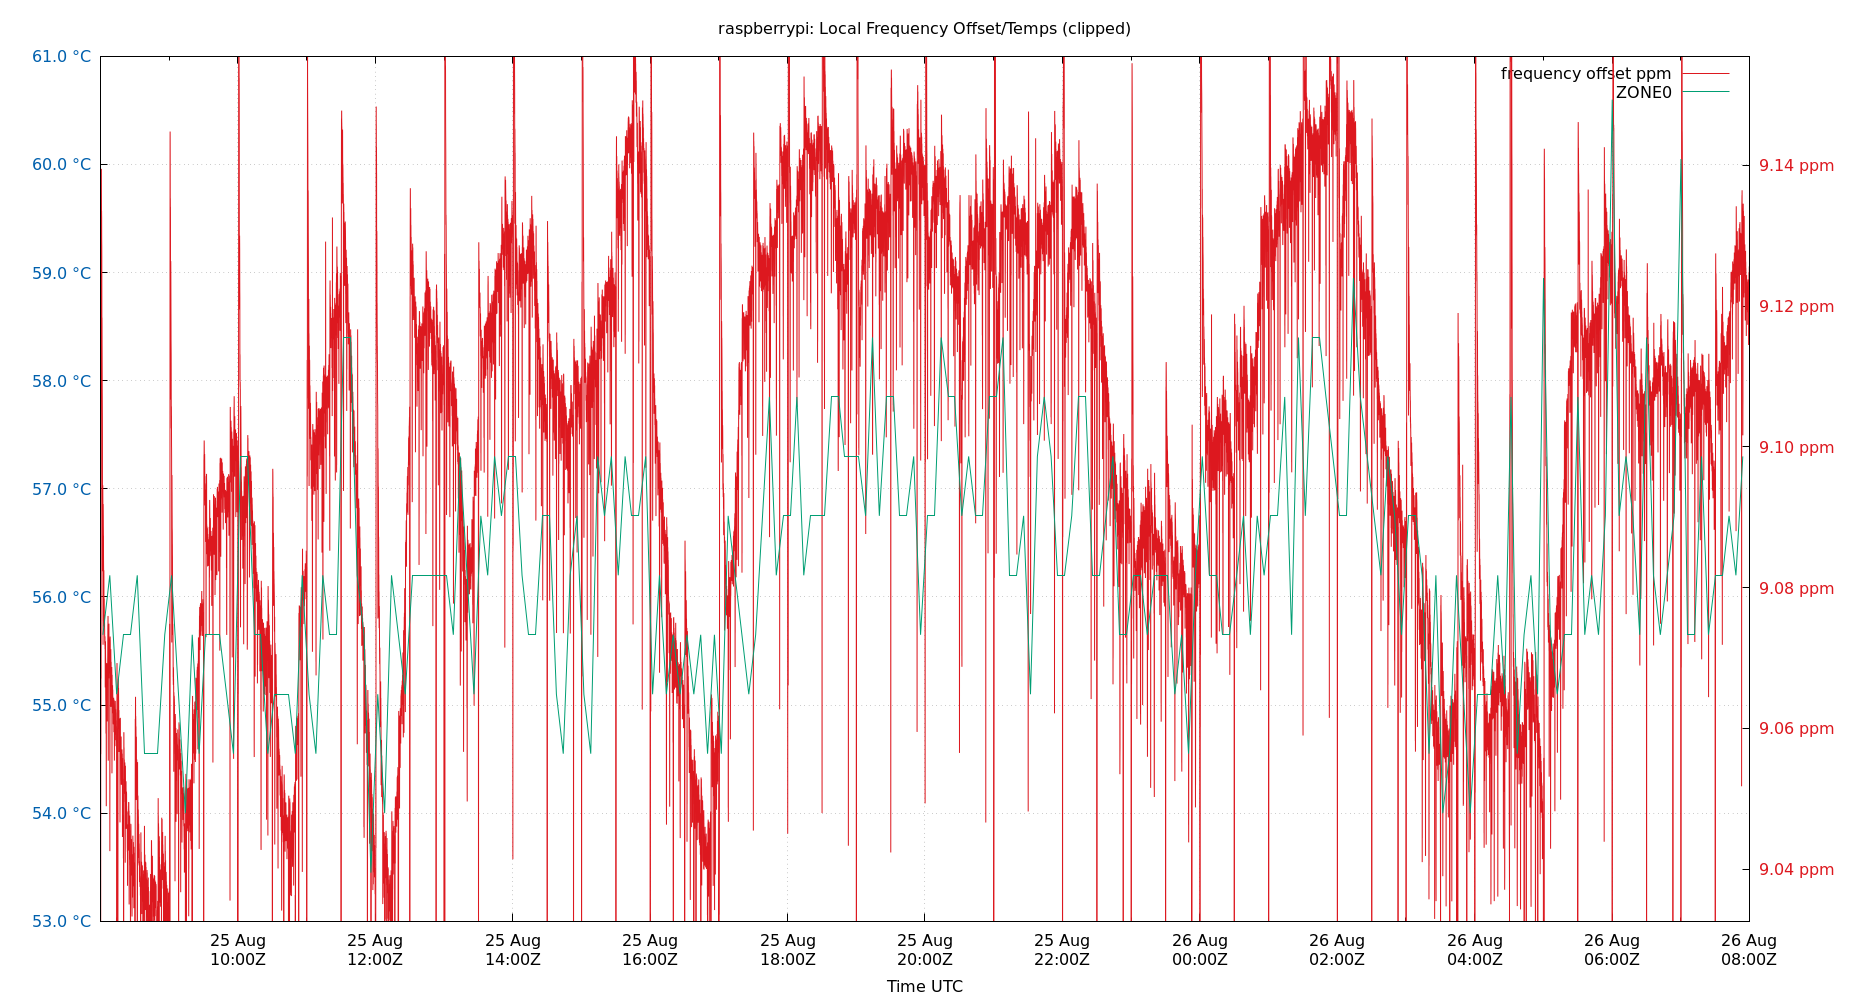 raspberrypi: Local Frequency Offset/Temps (clipped)
frequency offset ppm
ZONE0
61.0 °C
60.0 °C
59.0 °C
58.0 °C
57.0 °C
56.0 °C
55.0 °C
54.0 °C
53.0 °C
9.14 ppm
9.12 ppm
9.10 ppm
9.08 ppm
9.06 ppm
9.04 ppm
25 Aug 25 Aug 25 Aug 25 Aug 25 Aug 25 Aug 25 Aug 26 Aug 26 Aug 26 Aug 26 Aug 26 Aug
10:00Z 12:00Z 14:00Z 16:00Z 18:00Z 20:00Z 22:00Z 00:00Z 02:00Z 04:00Z 06:00Z 08:00Z
Time UTC